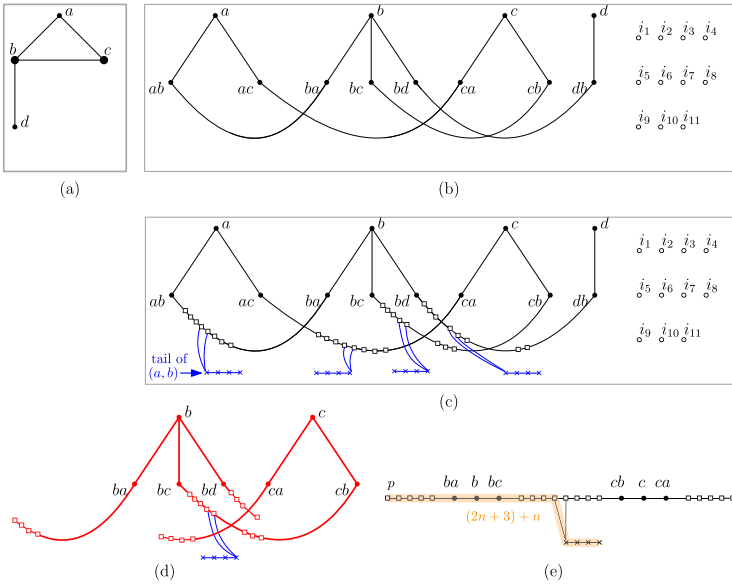 a
b
c
d
(a)
a
b
c
d
ab
ac
ba
bc
bd
ca
cb
db
i₁ i₂ i₃ i₄
i₅ i₆ i₇ i₈
i₉ i₁₀ i₁₁
(b)
a
b
c
d
ab
ac
ba
bc
bd
ca
cb
db
i₁ i₂ i₃ i₄
i₅ i₆ i₇ i₈
i₉ i₁₀ i₁₁
tail of
(a, b)
(c)
b
c
ba
bc
bd
ca
cb
(d)
p
ba
b
bc
cb
c
ca
(2n + 3) + n
(e)